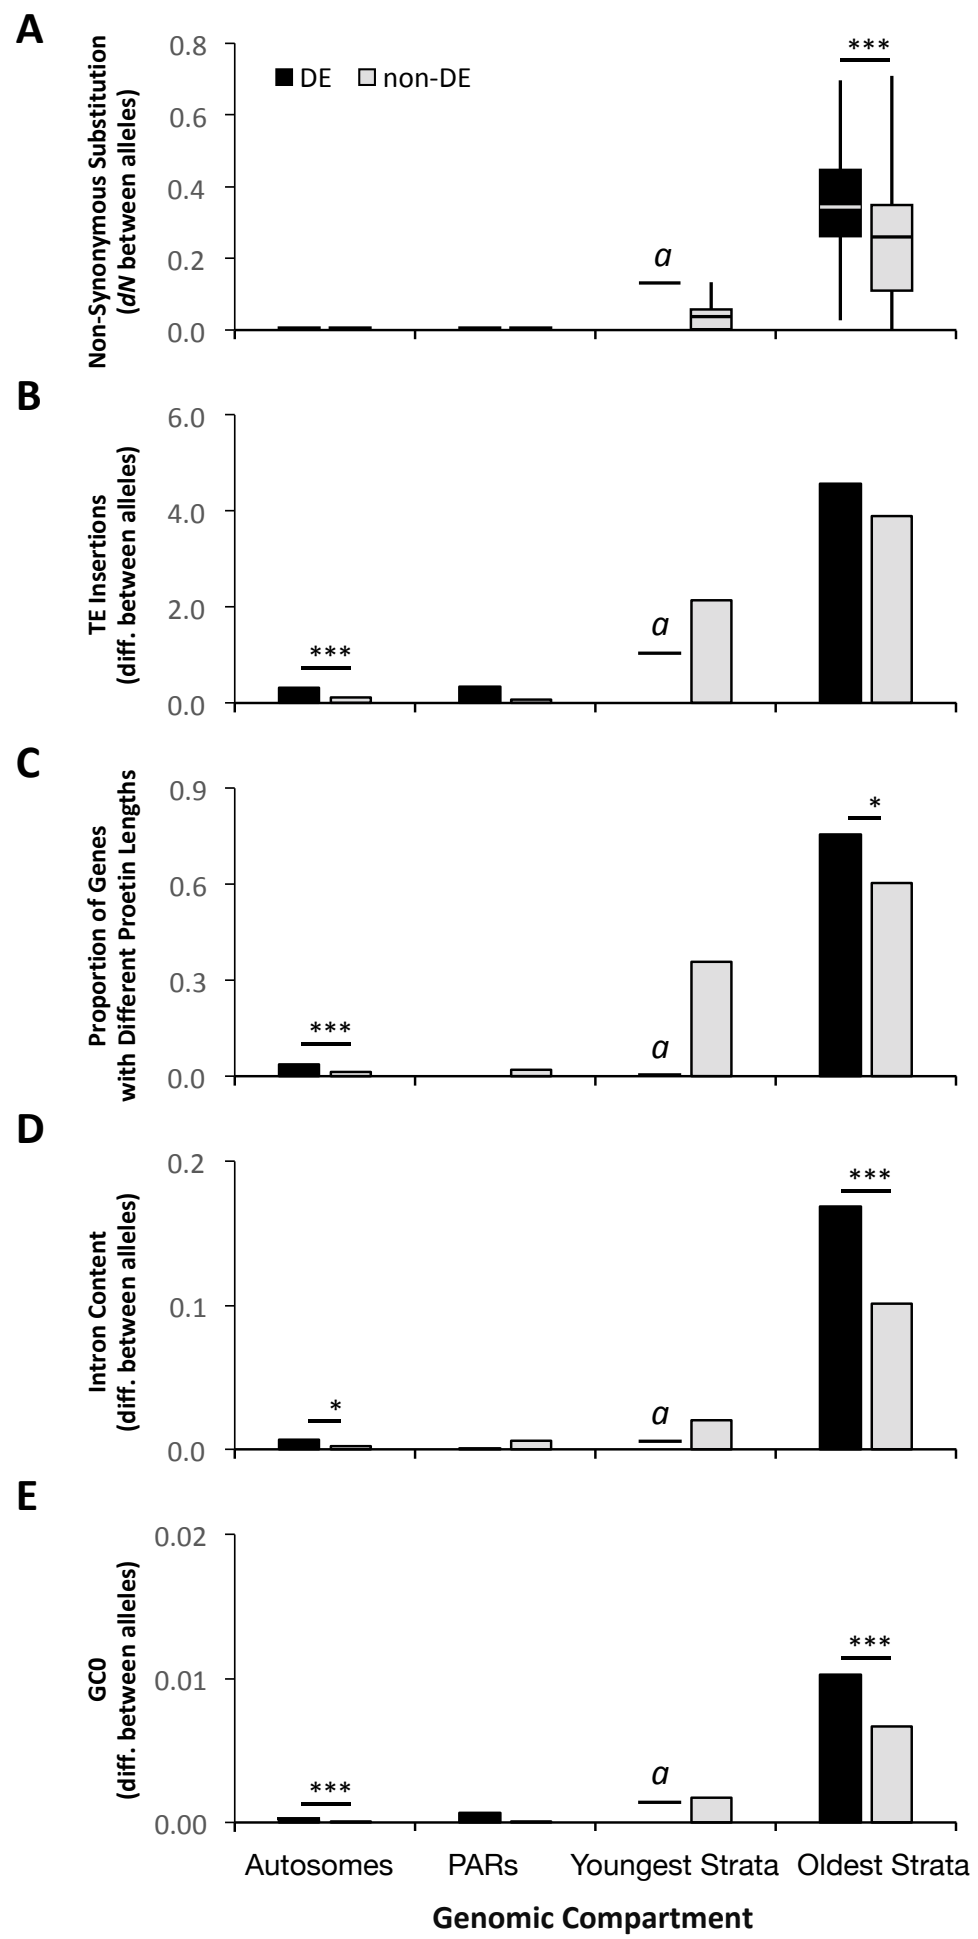 A
Non-Synonymous Substitution
(dN between alleles)
0.8
0.6
0.4
0.2
0.0
DE
non-DE
a
***
B
TE Insertions
(diff. between alleles)
6.0
4.0
2.0
0.0
***
a
C
Proportion of Genes
with Different Proetin Lengths
0.9
0.6
0.3
0.0
***
a
*
D
Intron Content
(diff. between alleles)
0.2
0.1
0.0
*
a
***
E
GC0
(diff. between alleles)
0.02
0.01
0.00
***
a
***
Autosomes PARs Youngest Strata Oldest Strata
Genomic Compartment